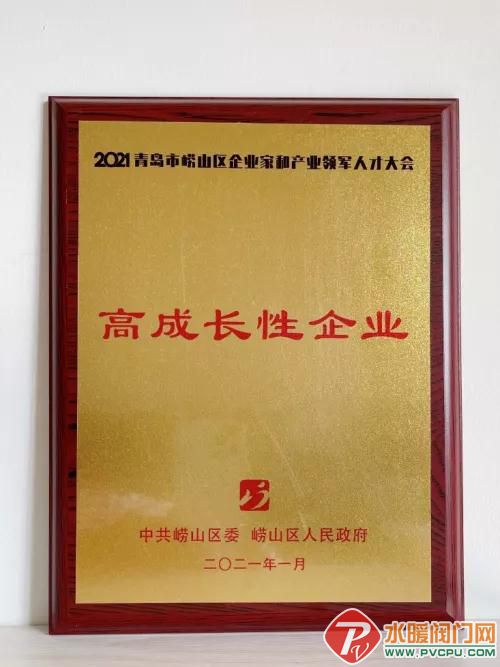 2021青岛市崂山区企业家和产业领军人才大会
高成长性企业
中共崂山区委 崂山区人民政府
二〇二一年一月
水暖阀门网
WWW.PVCPU.COM